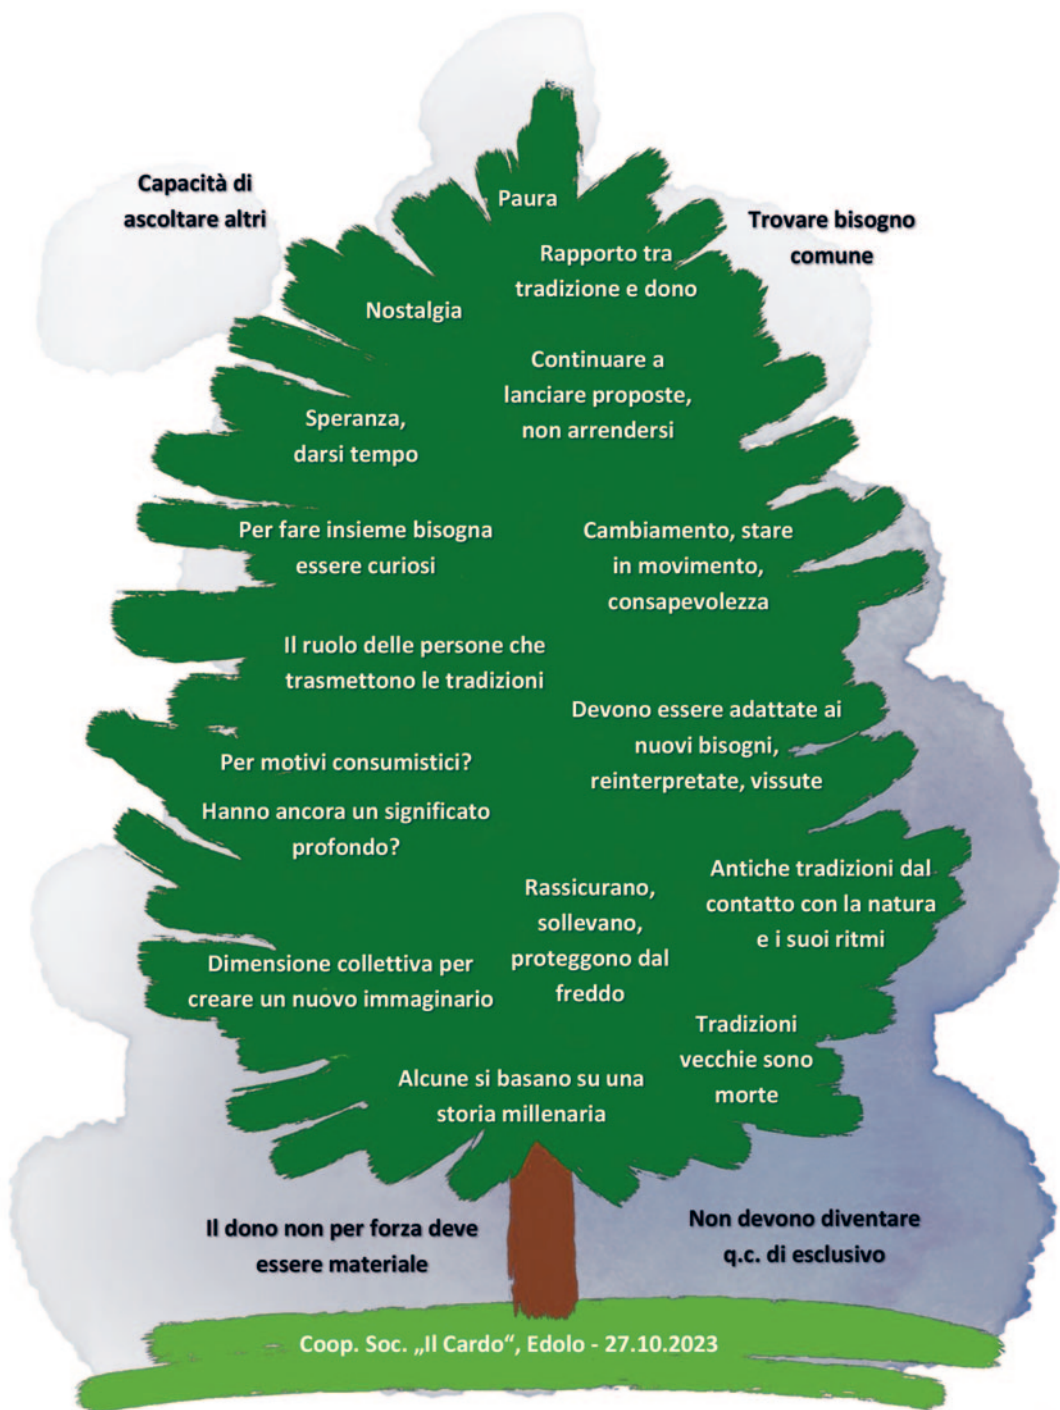 Capacità di
ascoltare altri
Paura
Trovare bisogno
comune
Rapporto tra
tradizione e dono
Nostalgia
Continuare a
lanciare proposte,
non arrendersi
Speranza,
darsi tempo
Per fare insieme bisogna
essere curiosi
Cambiamento, stare
in movimento,
consapevolezza
Il ruolo delle persone che
trasmettono le tradizioni
Devono essere adattate ai
nuovi bisogni,
reinterpretate, vissute
Per motivi consumistici?
Hanno ancora un significato
profondo?
Antiche tradizioni dal
contatto con la natura
e i suoi ritmi
Rassicurano,
sollevano,
proteggono dal
freddo
Dimensione collettiva per
creare un nuovo immaginario
Tradizioni
vecchie sono
morte
Alcune si basano su una
storia millenaria
Il dono non per forza deve
essere materiale
Non devono diventare
q.c. di esclusivo
Coop. Soc. „Il Cardo“, Edolo - 27.10.2023